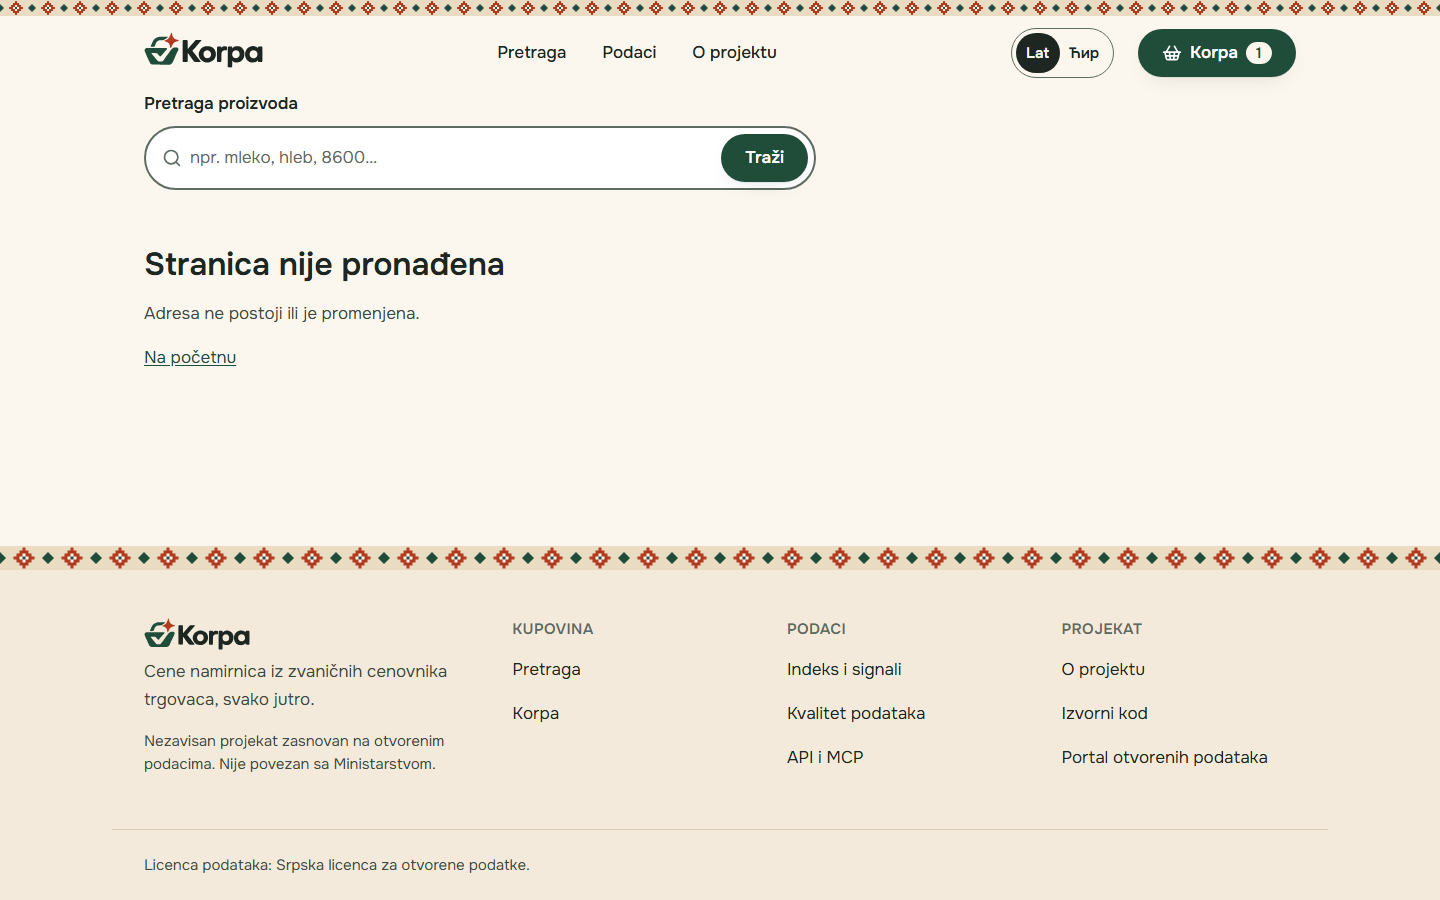 Korpa
Pretraga
Podaci
O projektu
Lat
Ћир
Korpa 1
Pretraga proizvoda
npr. mleko, hleb, 8600...
Traži
Stranica nije pronađena
Adresa ne postoji ili je promenjena.
Na početnu
Korpa
Cene namirnica iz zvaničnih cenovnika
trgovaca, svako jutro.
Nezavisan projekat zasnovan na otvorenim
podacima. Nije povezan sa Ministarstvom.
KUPOVINA
Pretraga
Korpa
PODACI
Indeks i signali
Kvalitet podataka
API i MCP
PROJEKAT
O projektu
Izvorni kod
Portal otvorenih podataka
Licenca podataka: Srpska licenca za otvorene podatke.